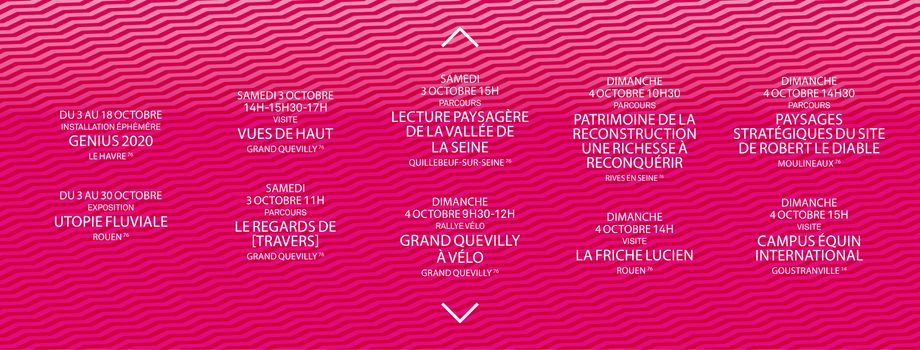 DU 3 AU 18 OCTOBRE
INSTALLATION ÉPHÉMÈRE
GENIUS 2020
LE HAVRE 76
DU 3 AU 30 OCTOBRE
EXPOSITION
UTOPIE FLUVIALE
ROUEN 76
SAMEDI 3 OCTOBRE
14H-15H30-17H
VISITE
VUES DE HAUT
GRAND QUEVILLY 76
SAMEDI
3 OCTOBRE 11H
PARCOURS
LE REGARDS DE
[TRAVERS]
GRAND QUEVILLY 76
SAMEDI
3 OCTOBRE 15H
PARCOURS
LECTURE PAYSAGÈRE
DE LA VALLÉE DE
LA SEINE
QUILLEBEUF-SUR-SEINE 76
DIMANCHE
4 OCTOBRE 9H30-12H
RALLYE VÉLO
GRAND QUEVILLY
À VÉLO
GRAND QUEVILLY 76
DIMANCHE
4 OCTOBRE 10H30
PARCOURS
PATRIMOINE DE LA
RECONSTRUCTION
UNE RICHESSE À
RECONQUÉRIR
RIVES EN SEINE 76
DIMANCHE
4 OCTOBRE 14H
VISITE
LA FRICHE LUCIEN
ROUEN 76
DIMANCHE
4 OCTOBRE 14H30
PARCOURS
PAYSAGES
STRATÉGIQUES DU SITE
DE ROBERT LE DIABLE
MOULINEAUX 76
DIMANCHE
4 OCTOBRE 15H
VISITE
CAMPUS ÉQUIN
INTERNATIONAL
GOUSTRANVILLE 14